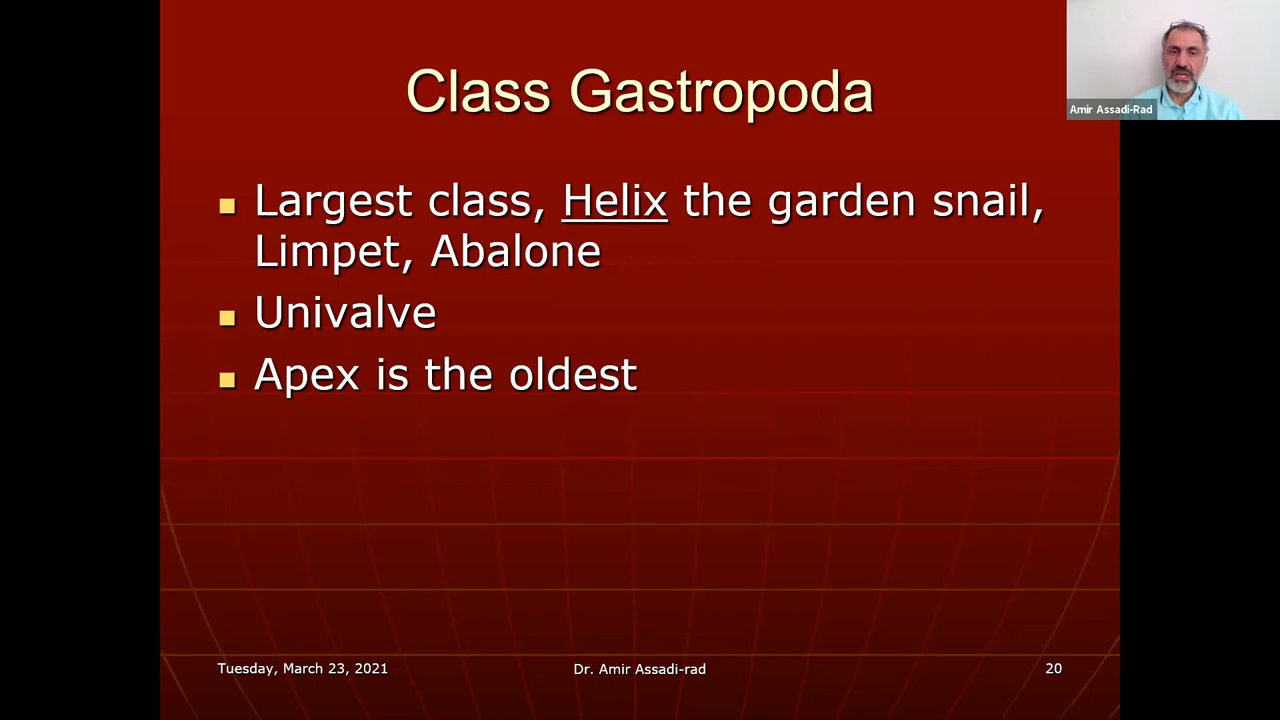 Class Gastropoda
Amir Assadi-Rad
Largest class, Helix the garden snail,
Limpet, Abalone
Univalve
Apex is the oldest
Tuesday, March 23, 2021
Dr. Amir Assadi-rad
20